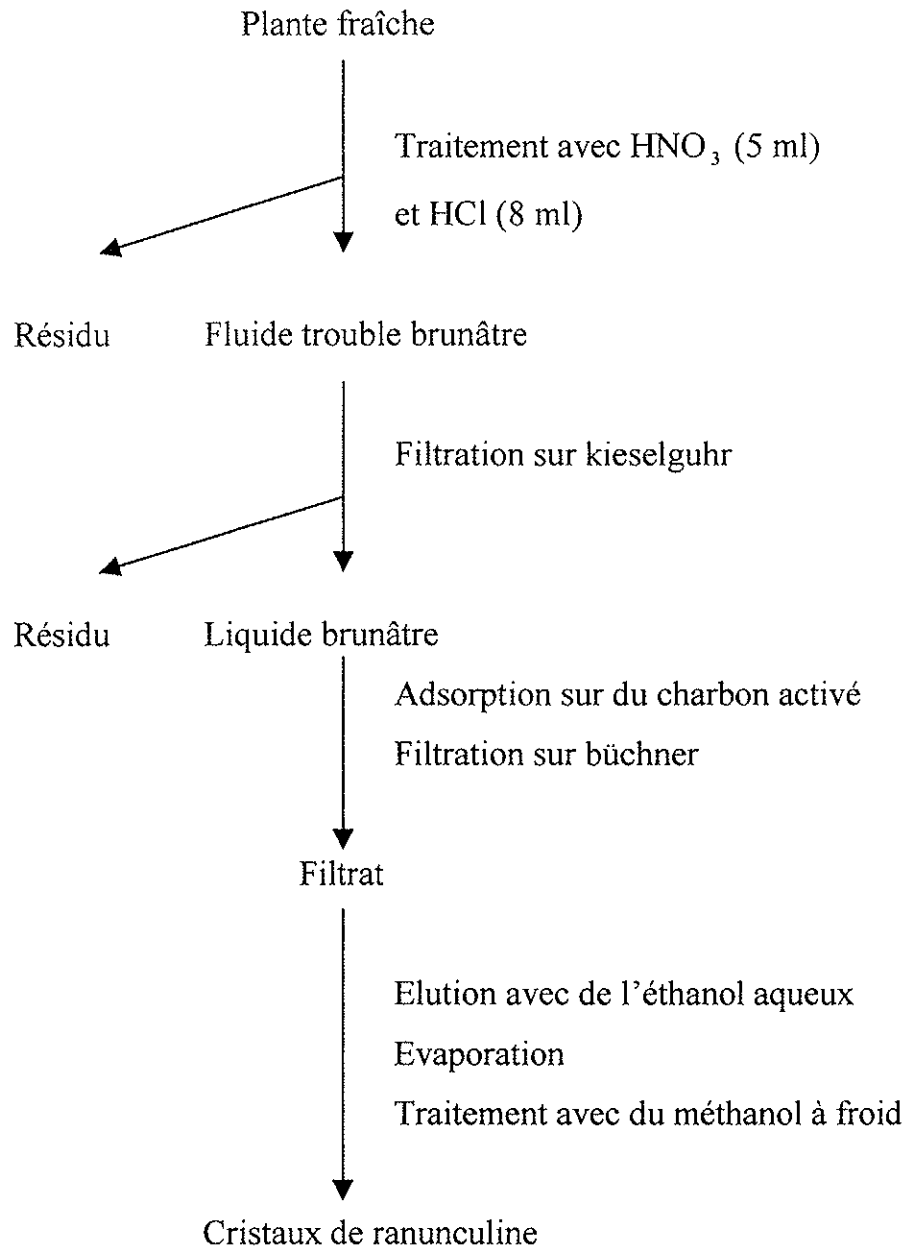 Plante fraîche
Traitement avec HNO₃ (5 ml)
et HCl (8 ml)
Résidu Fluide trouble brunâtre
Filtration sur kieselguhr
Résidu Liquide brunâtre
Adsorption sur du charbon activé
Filtration sur büchner
Filtrat
Elution avec de l'éthanol aqueux
Evaporation
Traitement avec du méthanol à froid
Cristaux de ranunculine